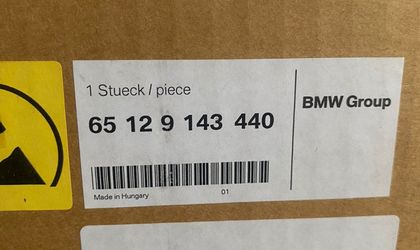 1 Stueck / piece
BMW Group
65 12 9 143 440
Made in Hungary
01